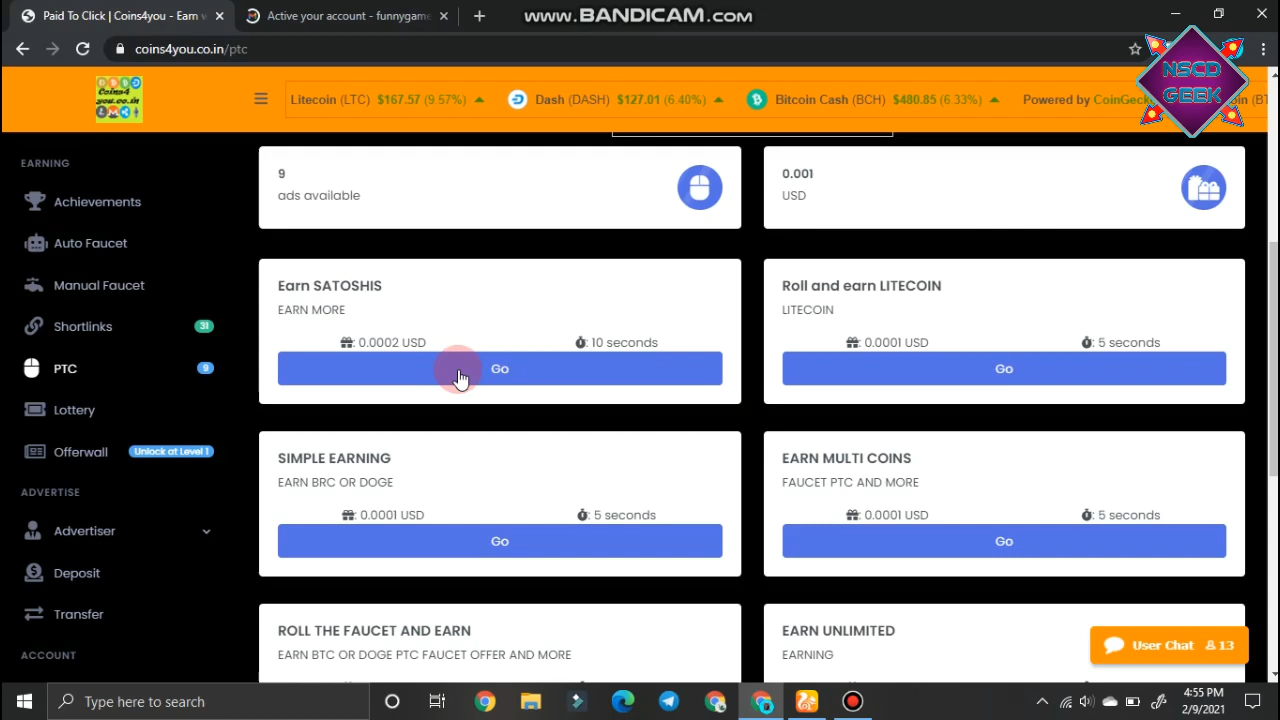 Paid To Click | Coins4you - Earn
Active your account - funnygame
www.BANDICAM.com
coins4you.co.in/ptc
NSCD
GEEK
Coins4
you.co.in
Litecoin (LTC) $167.57 (9.57%)
Dash (DASH) $127.01 (6.40%)
Bitcoin Cash (BCH) $480.85 (6.33%)
Powered by CoinGecko
EARNING
Achievements
Auto Faucet
Manual Faucet
Shortlinks 31
PTC 9
Lottery
Offerwall Unlock at Level 1
ADVERTISE
Advertiser
Deposit
Transfer
ACCOUNT
9
ads available
0.001
USD
Earn SATOSHIS
EARN MORE
: 0.0002 USD
: 10 seconds
Go
Roll and earn LITECOIN
LITECOIN
: 0.0001 USD
: 5 seconds
Go
SIMPLE EARNING
EARN BRC OR DOGE
: 0.0001 USD
: 5 seconds
Go
EARN MULTI COINS
FAUCET PTC AND MORE
: 0.0001 USD
: 5 seconds
Go
ROLL THE FAUCET AND EARN
EARN BTC OR DOGE PTC FAUCET OFFER AND MORE
EARN UNLIMITED
EARNING
User Chat 13
Type here to search
4:55 PM
2/9/2021